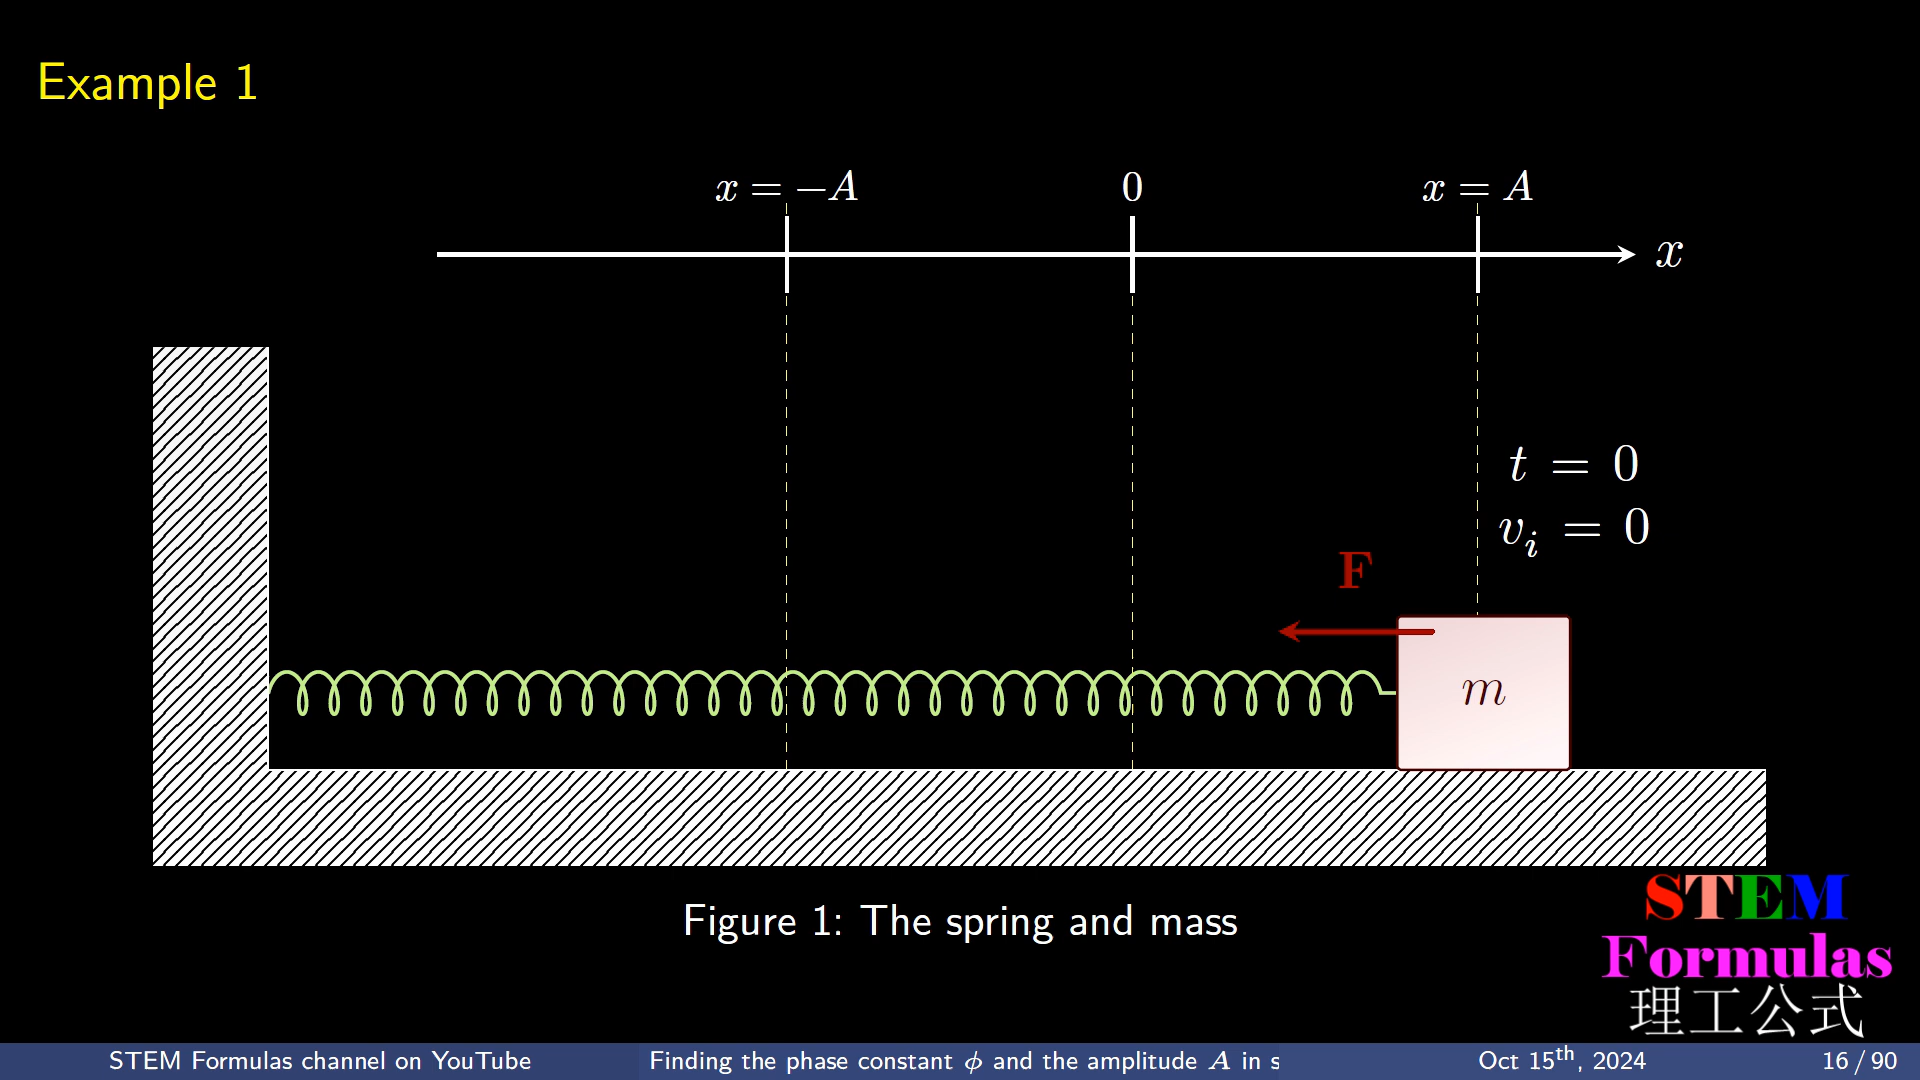 Example 1
x = −A
0
x = A
x
t = 0
v_i = 0
F
m
Figure 1: The spring and mass
STEM
Formulas
理工公式
STEM Formulas channel on YouTube
Finding the phase constant ϕ and the amplitude A in s
Oct 15th, 2024
16 / 90